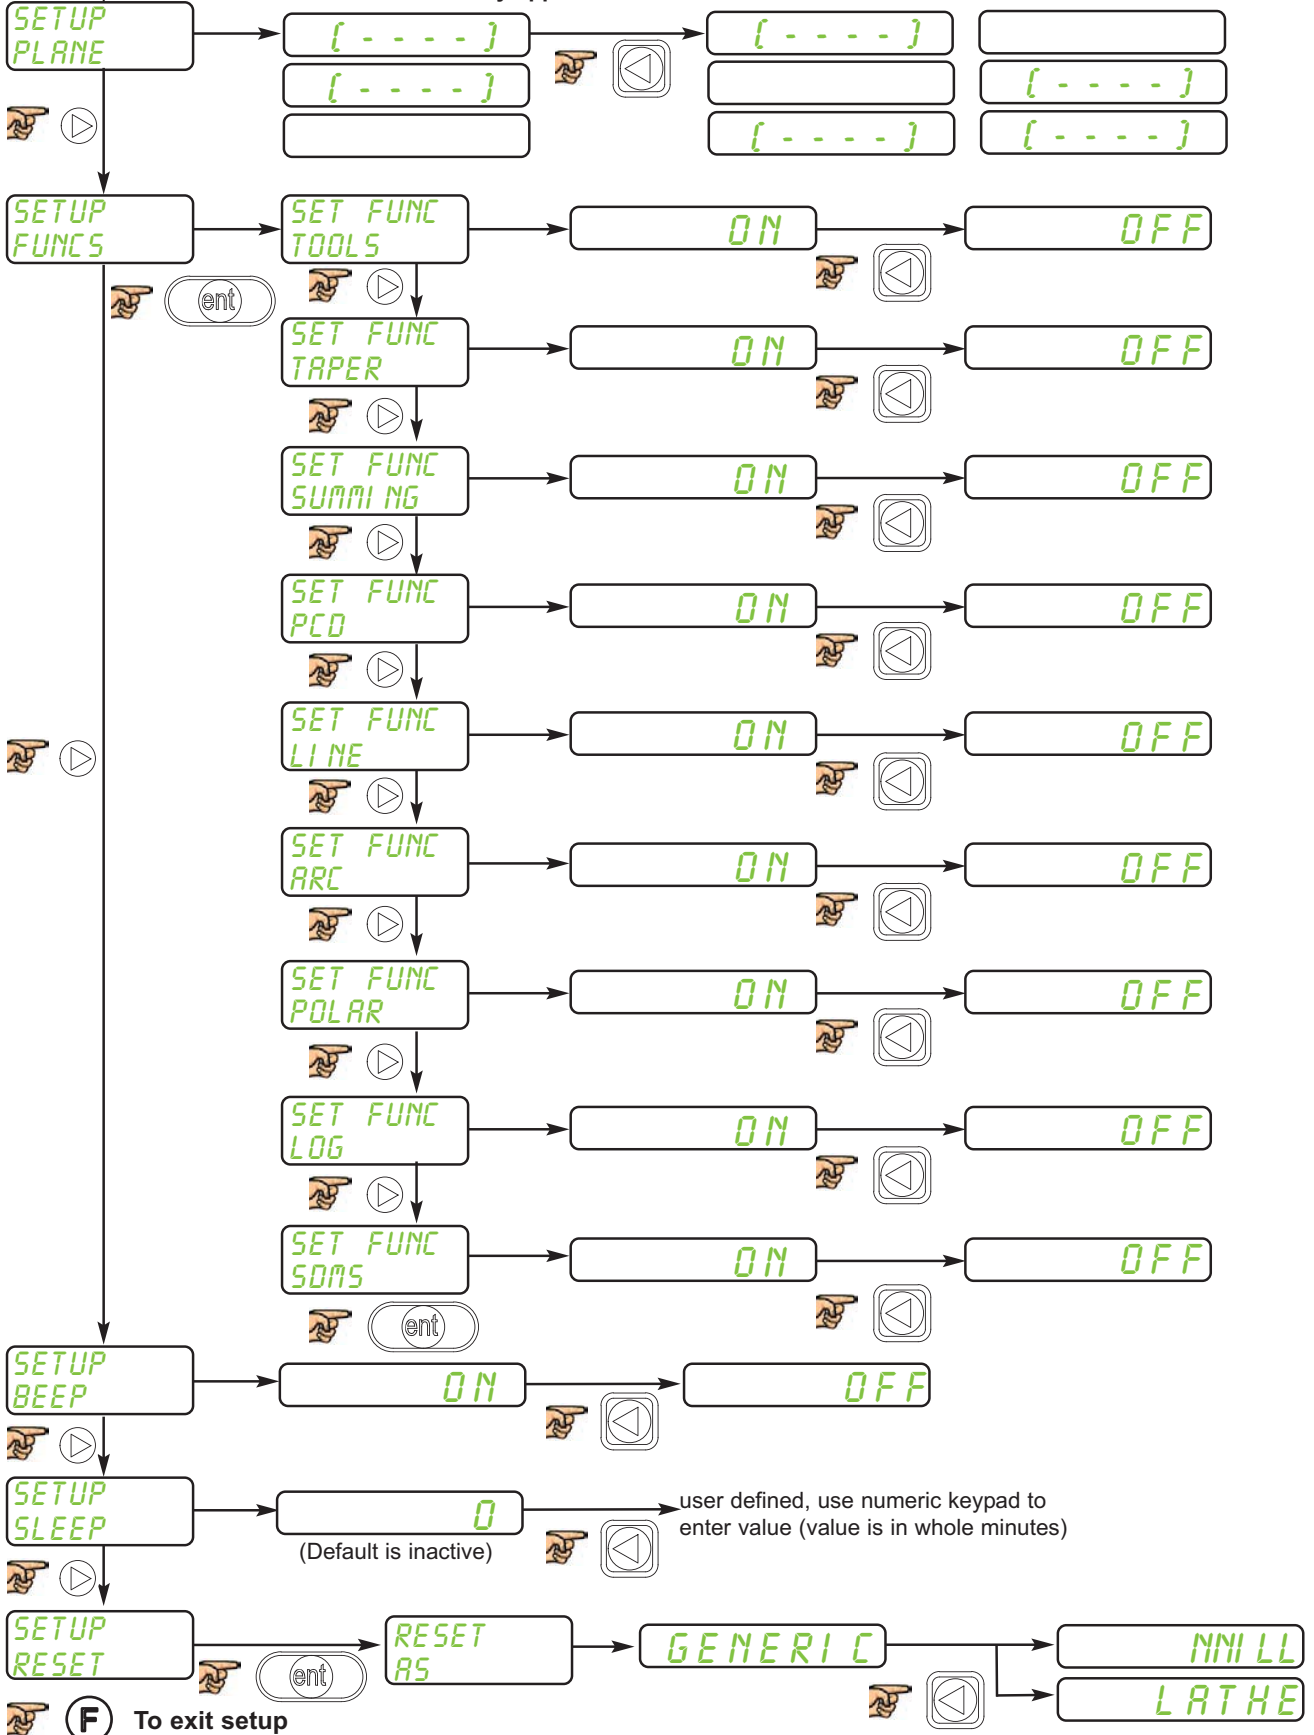 SETUP
PLANE
[ - - - - ]
[ - - - - ]
[ - - - - ]
[ - - - - ]
[ - - - - ]
[ - - - - ]
SETUP
FUNCS
ent
SET FUNC
TOOLS
ON
OFF
SET FUNC
TAPER
ON
OFF
SET FUNC
SUMMING
ON
OFF
SET FUNC
PCD
ON
OFF
SET FUNC
LINE
ON
OFF
SET FUNC
ARC
ON
OFF
SET FUNC
POLAR
ON
OFF
SET FUNC
LOG
ON
OFF
SET FUNC
SDMS
ON
OFF
ent
SETUP
BEEP
ON
OFF
SETUP
SLEEP
0
(Default is inactive)
user defined, use numeric keypad to
enter value (value is in whole minutes)
SETUP
RESET
ent
RESET
AS
GENERIC
NNILL
LATHE
F To exit setup